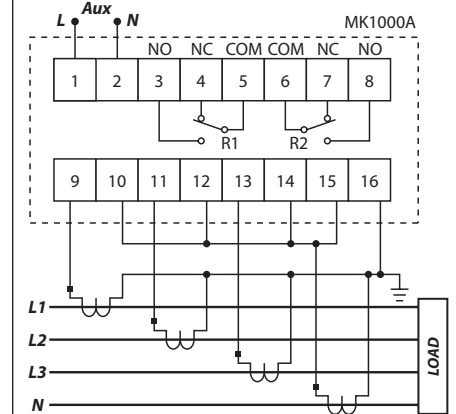 Aux
L N
MK1000A
NO NC COM COM NC NO
1 2 3 4 5 6 7 8
R1 R2
9 10 11 12 13 14 15 16
L1
L2
L3
N
LOAD